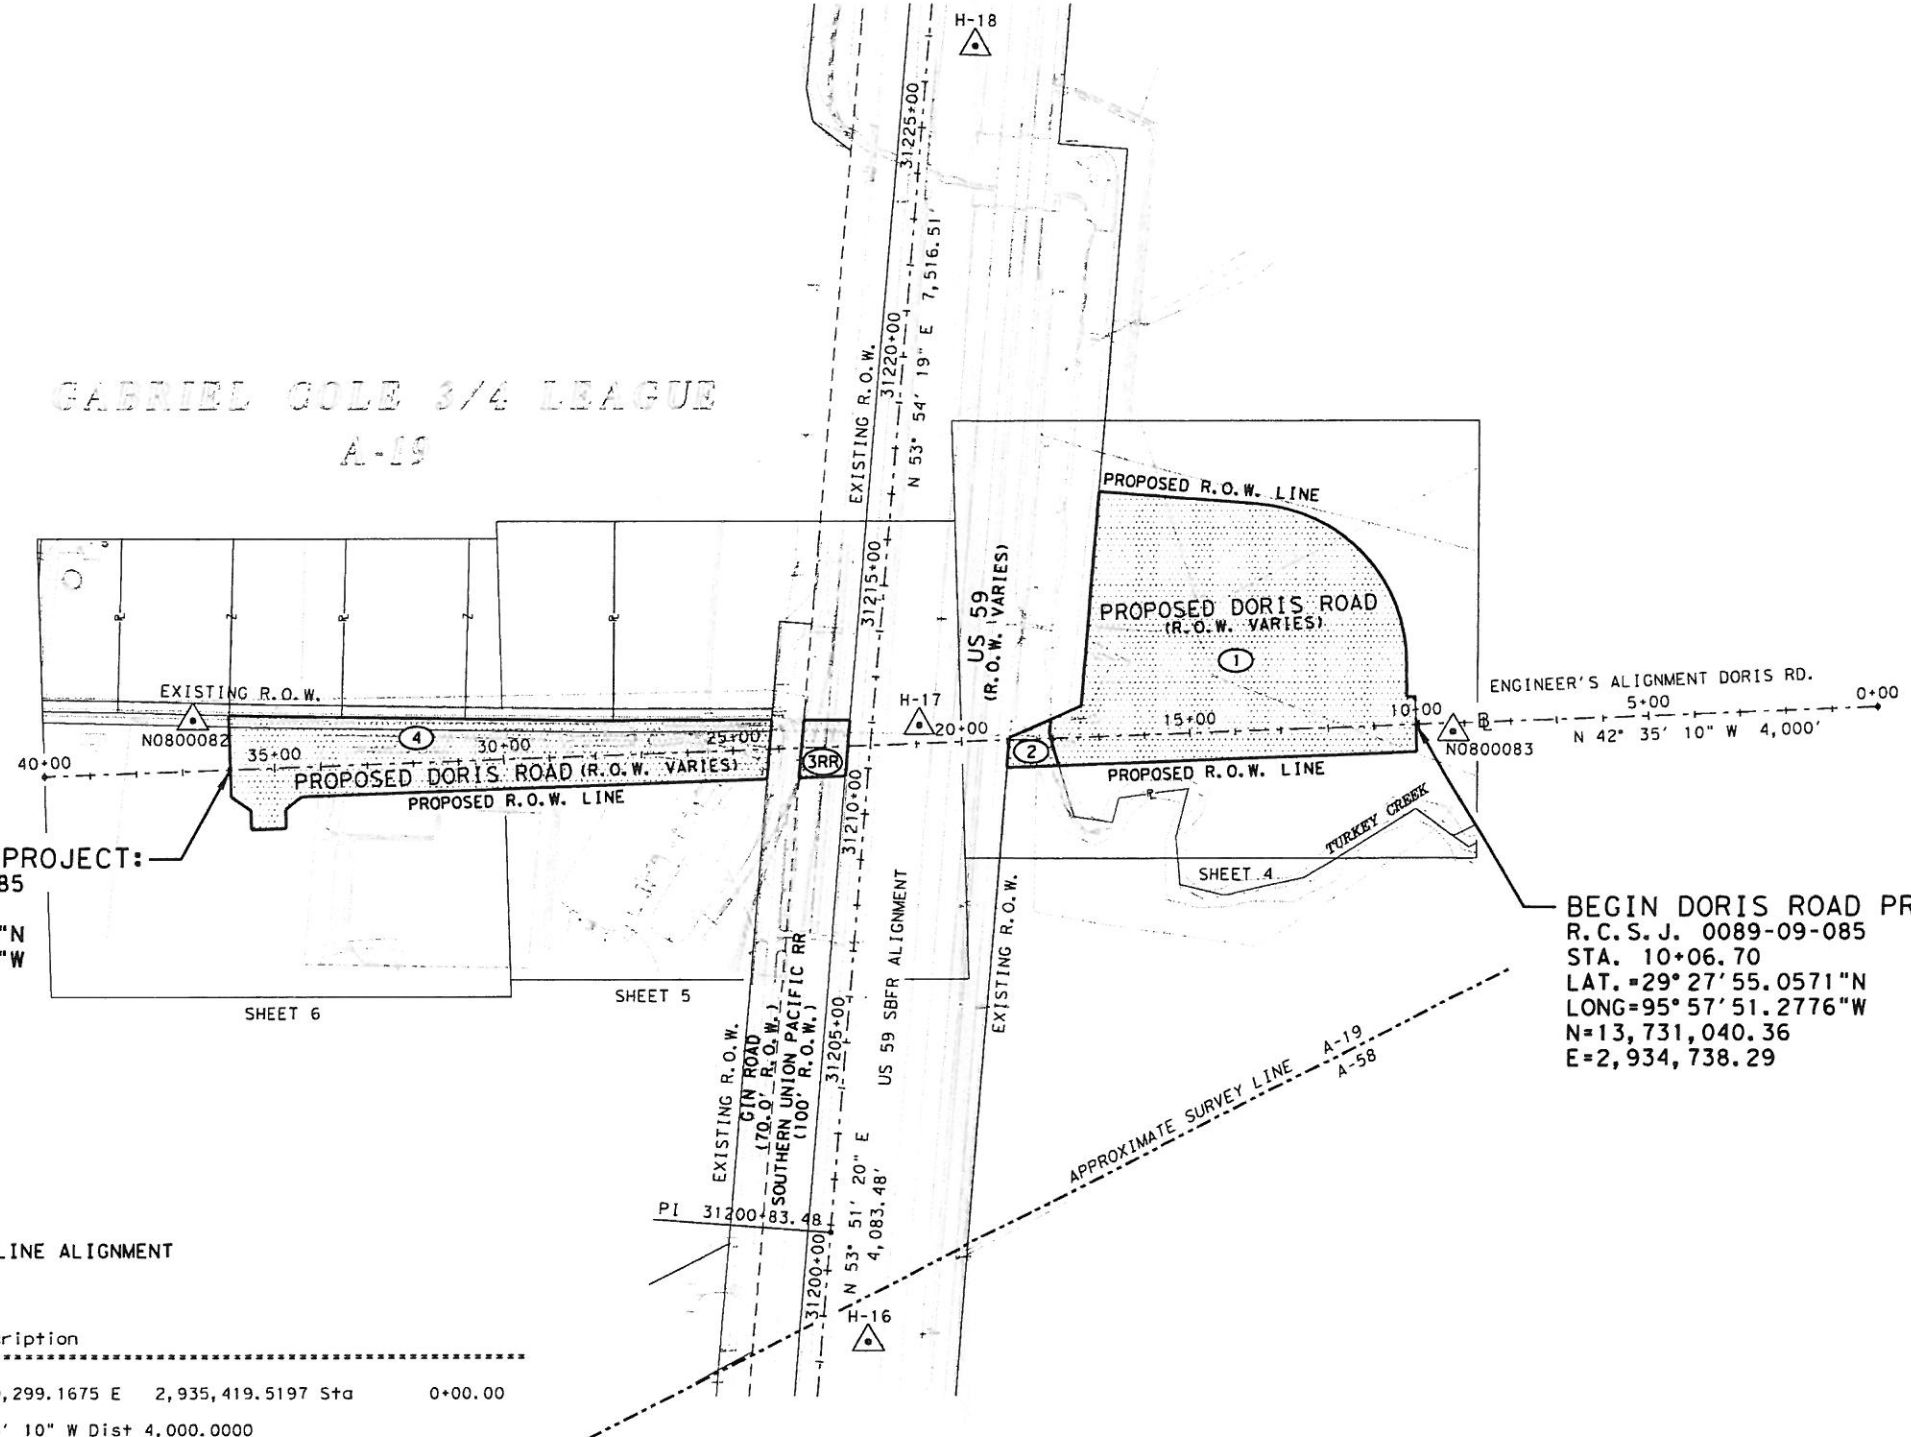 H-18
31225+00
N 53° 54' 19" E 7,516.51'
31220+00
EXISTING R.O.W.
GABRIEL COLE 3/4 LEAGUE
A-19
PROPOSED R.O.W. LINE
31215+00
US 59
(R.O.W. VARIES)
PROPOSED DORIS ROAD
(R.O.W. VARIES)
1
ENGINEER'S ALIGNMENT DORIS RD.
0+00
5+00
10+00
15+00
20+00
N 42° 35' 10" W 4,000'
N0800083
EXISTING R.O.W.
H-17
N0800082
4
25+00
30+00
35+00
40+00
3RR
2
PROPOSED DORIS ROAD (R.O.W. VARIES)
PROPOSED R.O.W. LINE
PROPOSED R.O.W. LINE
31210+00
TURKEY CREEK
SHEET 4
PROJECT:
85
"N
"W
SHEET 5
SHEET 6
US 59 SBFR ALIGNMENT
EXISTING R.O.W.
BEGIN DORIS ROAD PR
R.C.S.J. 0089-09-085
STA. 10+06.70
LAT.=29°27'55.0571"N
LONG=95°57'51.2776"W
N=13,731,040.36
E=2,934,738.29
EXISTING R.O.W.
GIN ROAD
(70.0' R.O.W.)
SOUTHERN UNION PACIFIC RR
(100' R.O.W.)
31205+00
A-19
APPROXIMATE SURVEY LINE
A-58
PI 31200+83.48
N 53° 51' 20" E
4,083.48'
31200+00
H-16
LINE ALIGNMENT
ription
,299.1675 E 2,935,419.5197 Sta 0+00.00
' 10" W Dist 4,000.0000